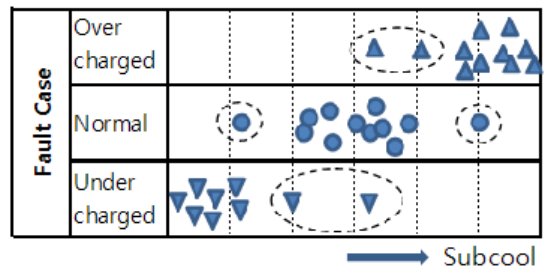 Fault Case
Over
charged
Normal
Under
charged
Subcool